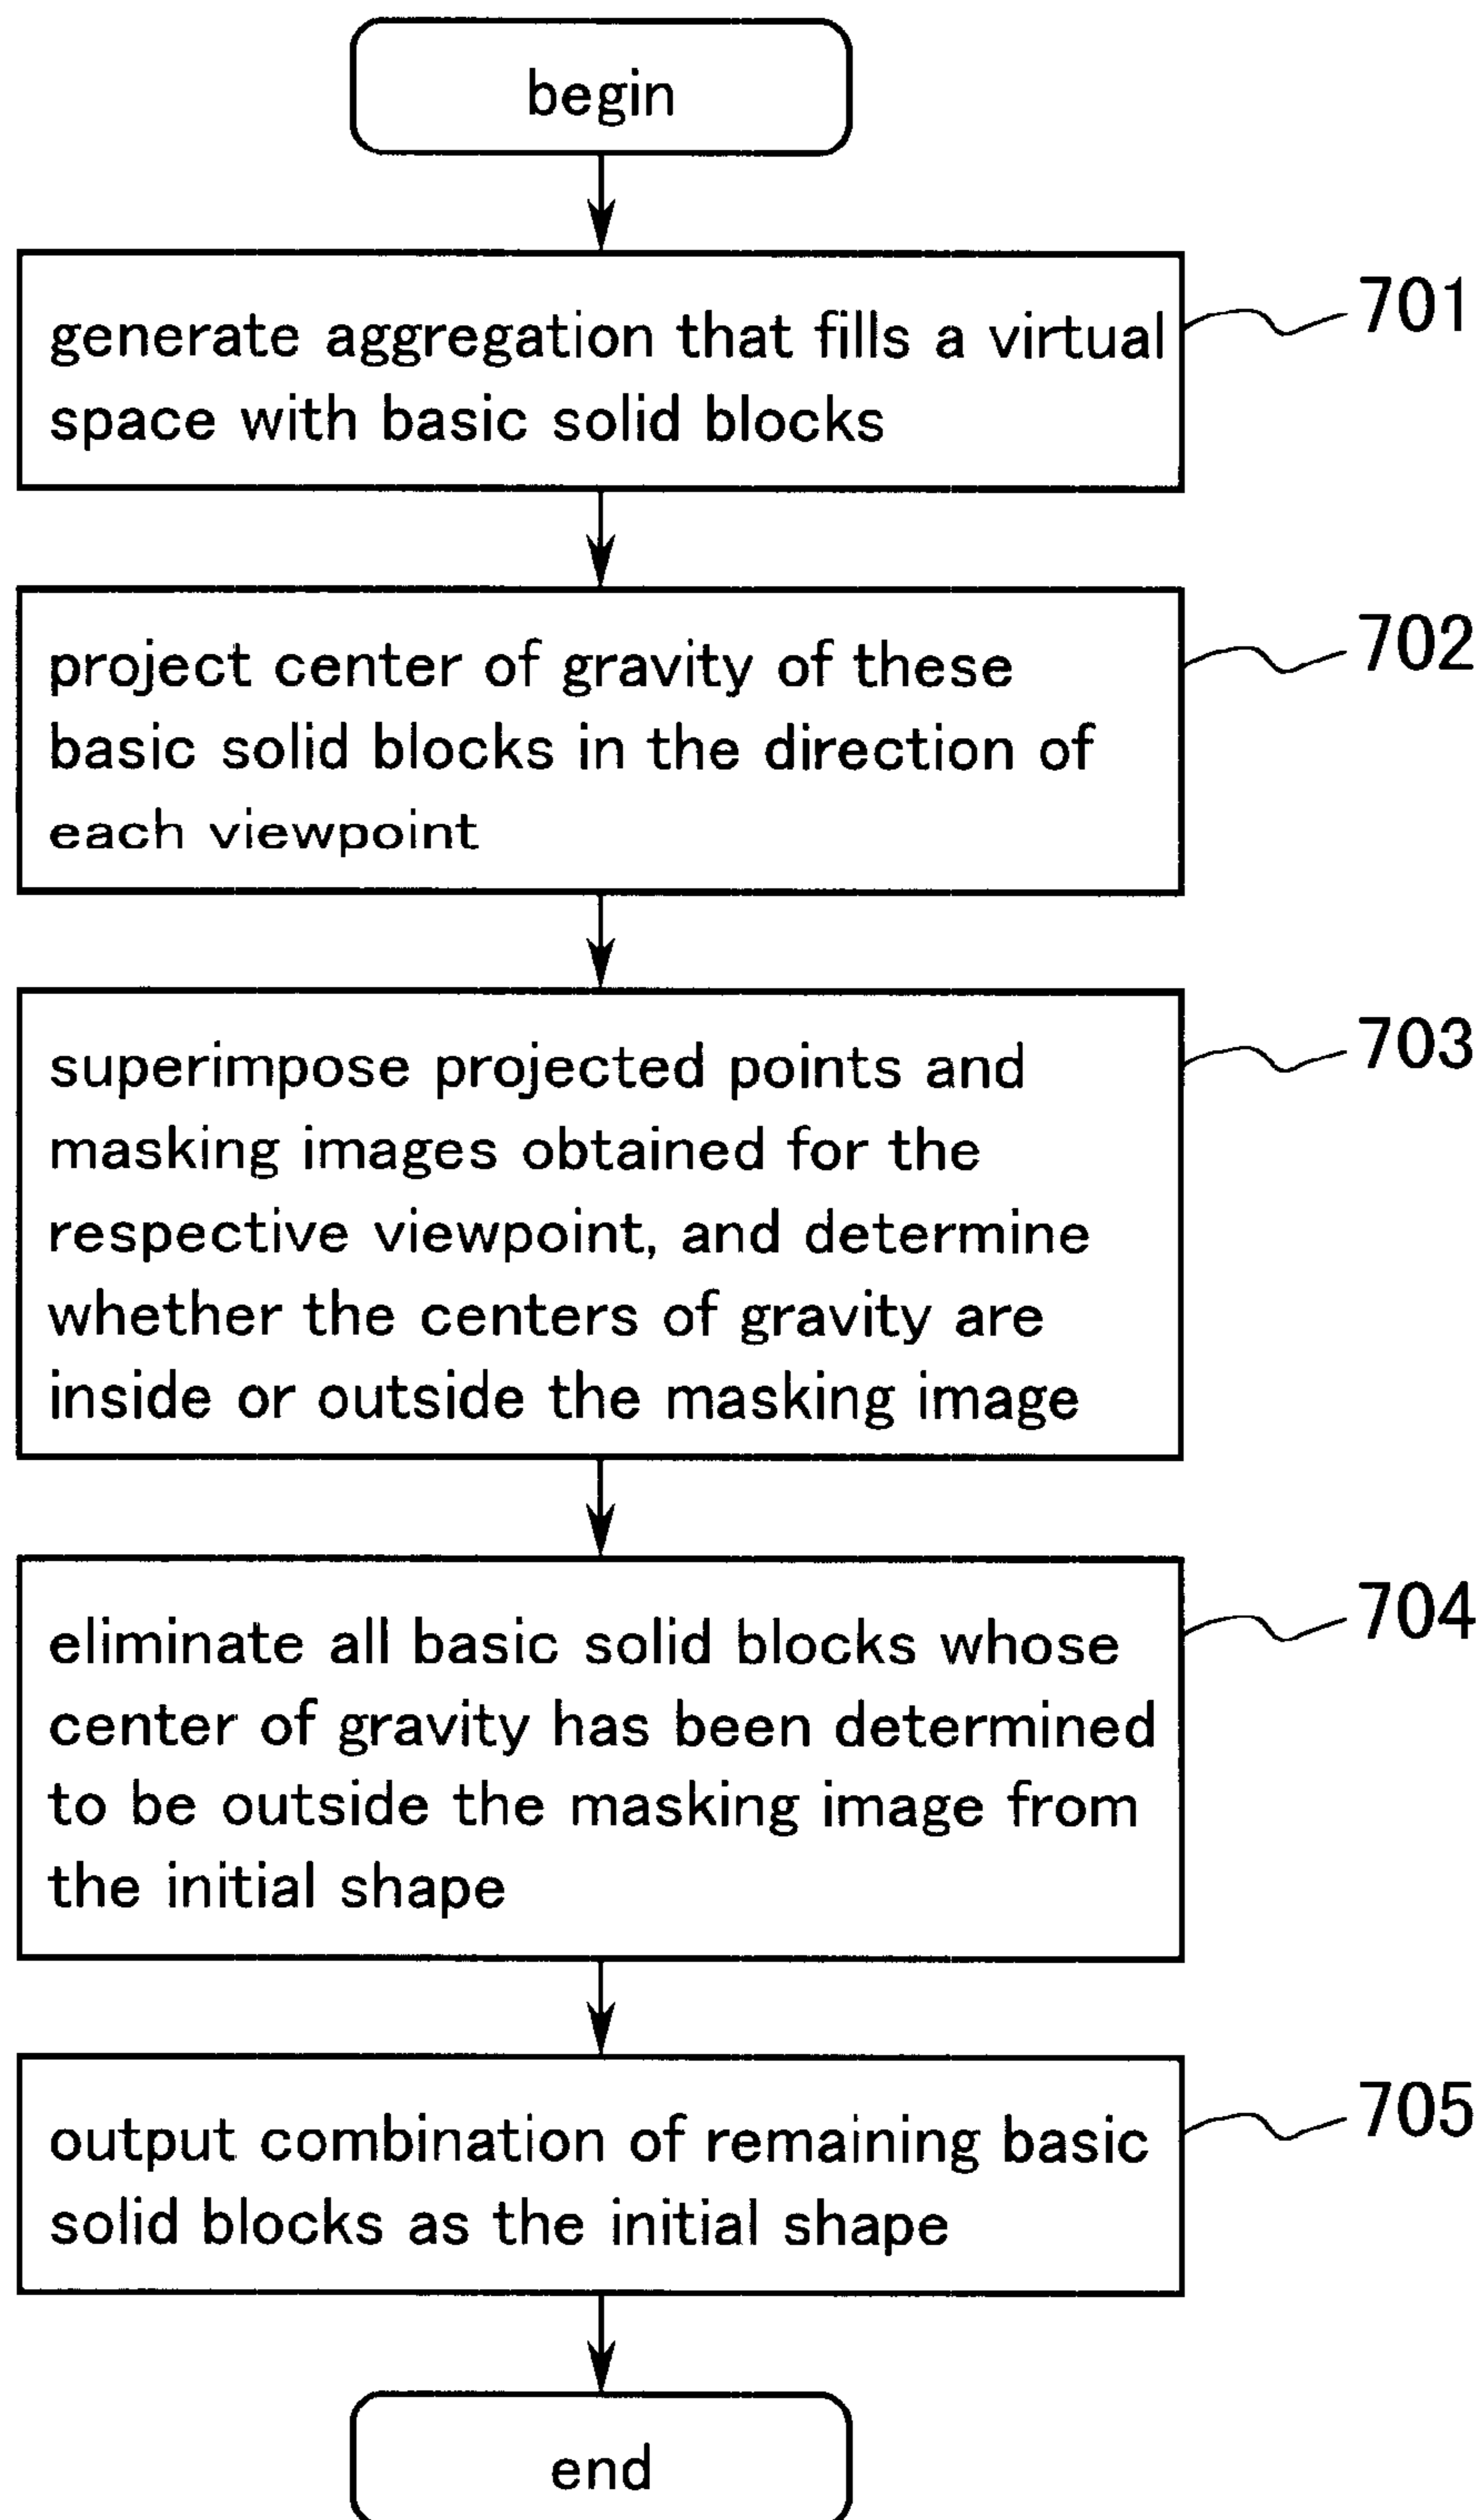 begin
generate aggregation that fills a virtual
space with basic solid blocks
701
project center of gravity of these
basic solid blocks in the direction of
each viewpoint
702
superimpose projected points and
masking images obtained for the
respective viewpoint, and determine
whether the centers of gravity are
inside or outside the masking image
703
eliminate all basic solid blocks whose
center of gravity has been determined
to be outside the masking image from
the initial shape
704
output combination of remaining basic
solid blocks as the initial shape
705
end